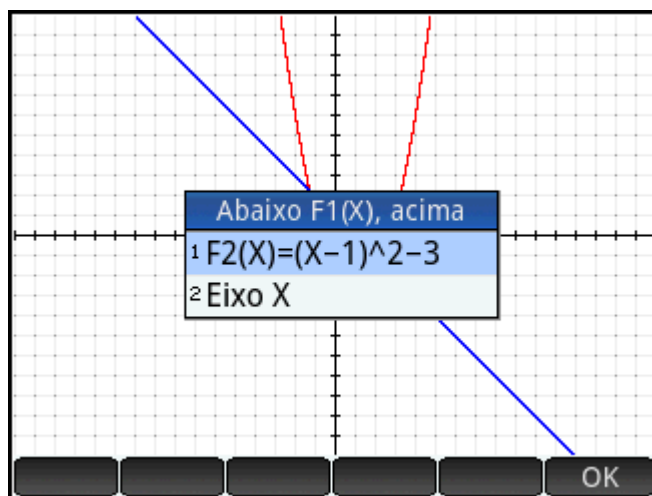 Abaixo F1(X), acima
1 F2(X)=(X−1)^2−3
2 Eixo X
OK